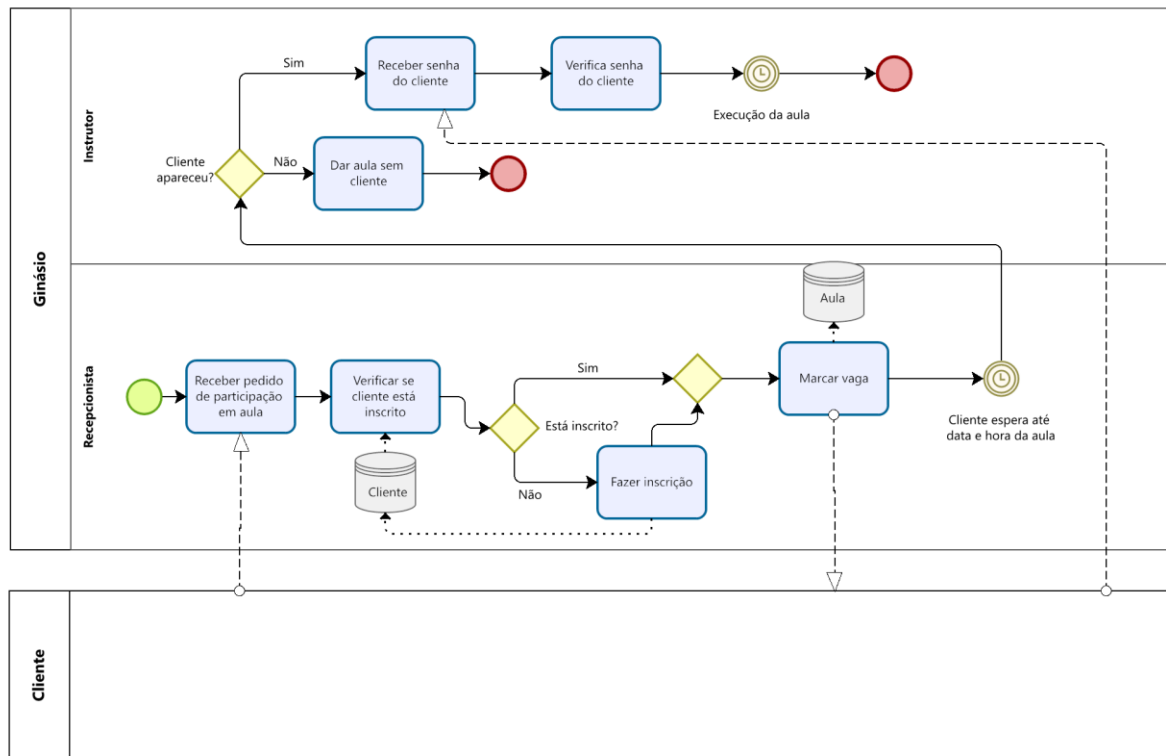 Ginásio
Instrutor
Sim
Receber senha
do cliente
Verifica senha
do cliente
Execução da aula
Cliente
apareceu?
Não
Dar aula sem
cliente
Recepcionista
Aula
Receber pedido
de participação
em aula
Verificar se
cliente está
inscrito
Sim
Está inscrito?
Marcar vaga
Cliente espera até
data e hora da aula
Cliente
Não
Fazer inscrição
Cliente